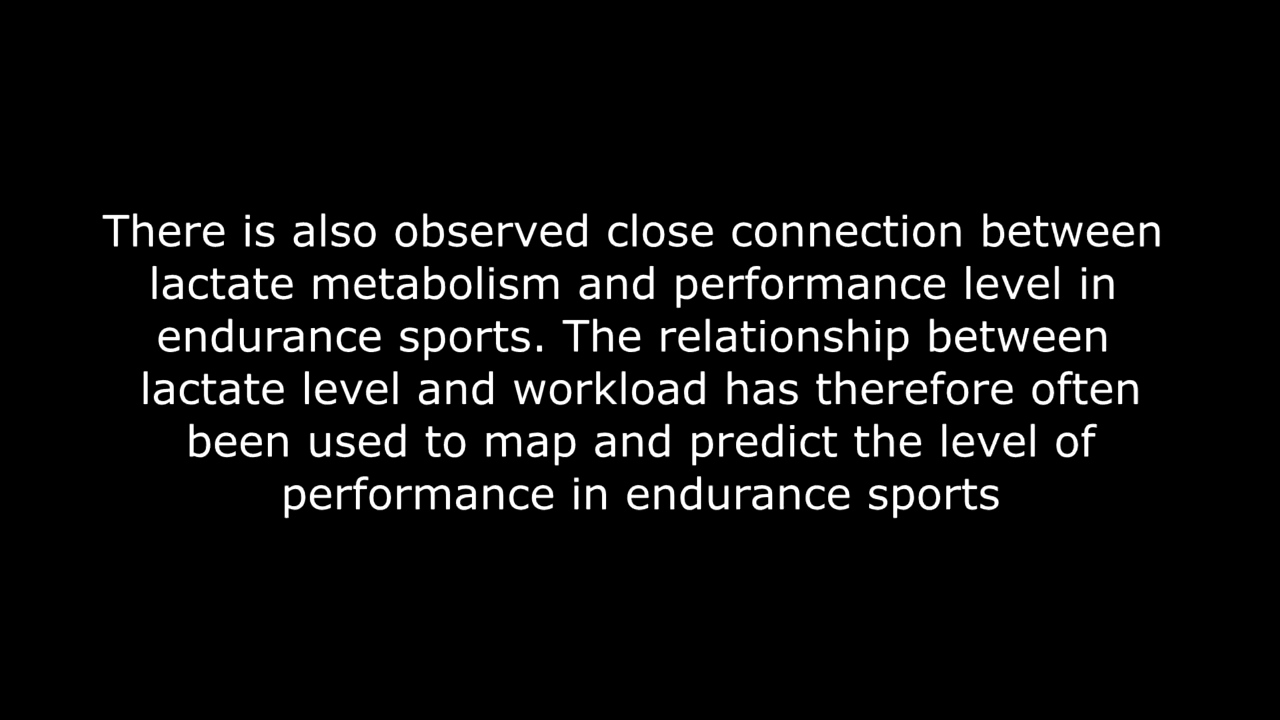 There is also observed close connection between
lactate metabolism and performance level in
endurance sports. The relationship between
lactate level and workload has therefore often
been used to map and predict the level of
performance in endurance sports